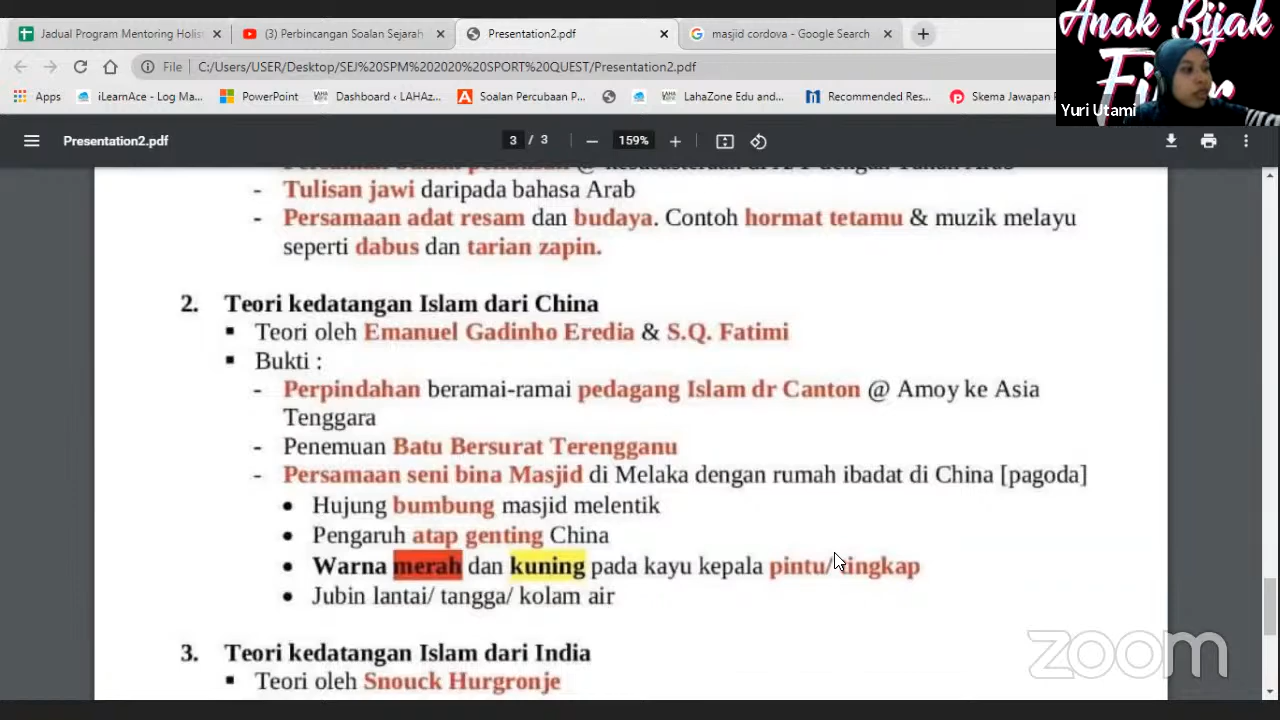 Jadual Program Mentoring Holis
(3) Perbincangan Soalan Sejarah
Presentation2.pdf
masjid cordova - Google Search
File
C:/Users/USER/Desktop/SEJ%20SPM%202020%20SPORT%20QUEST/Presentation2.pdf
Apps
iLearnAce - Log Ma...
PowerPoint
Dashboard ‹ LAHAz...
Soalan Percubaan P...
LahaZone Edu and...
Recommended Res...
Skema Jawapan P
Anak Bijak
Yuri Utami
Presentation2.pdf
3 / 3
159%
- Tulisan jawi daripada bahasa Arab
- Persamaan adat resam dan budaya. Contoh hormat tetamu & muzik melayu
seperti dabus dan tarian zapin.
2. Teori kedatangan Islam dari China
▪ Teori oleh Emanuel Gadinho Eredia & S.Q. Fatimi
▪ Bukti :
- Perpindahan beramai-ramai pedagang Islam dr Canton @ Amoy ke Asia
Tenggara
- Penemuan Batu Bersurat Terengganu
- Persamaan seni bina Masjid di Melaka dengan rumah ibadat di China [pagoda]
• Hujung bumbung masjid melentik
• Pengaruh atap genting China
• Warna merah dan kuning pada kayu kepala pintu/ tingkap
• Jubin lantai/ tangga/ kolam air
3. Teori kedatangan Islam dari India
▪ Teori oleh Snouck Hurgronje
zoom